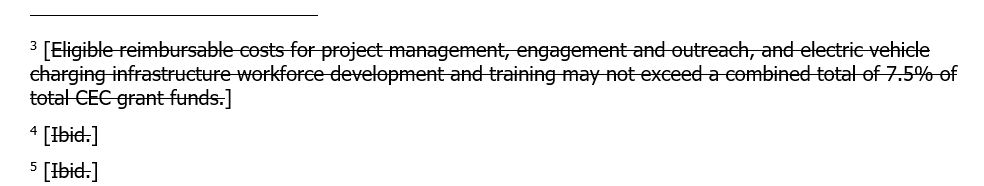 3 [Eligible reimbursable costs for project management, engagement and outreach, and electric vehicle
charging infrastructure workforce development and training may not exceed a combined total of 7.5% of
total CEC grant funds.]
4 [Ibid.]
5 [Ibid.]